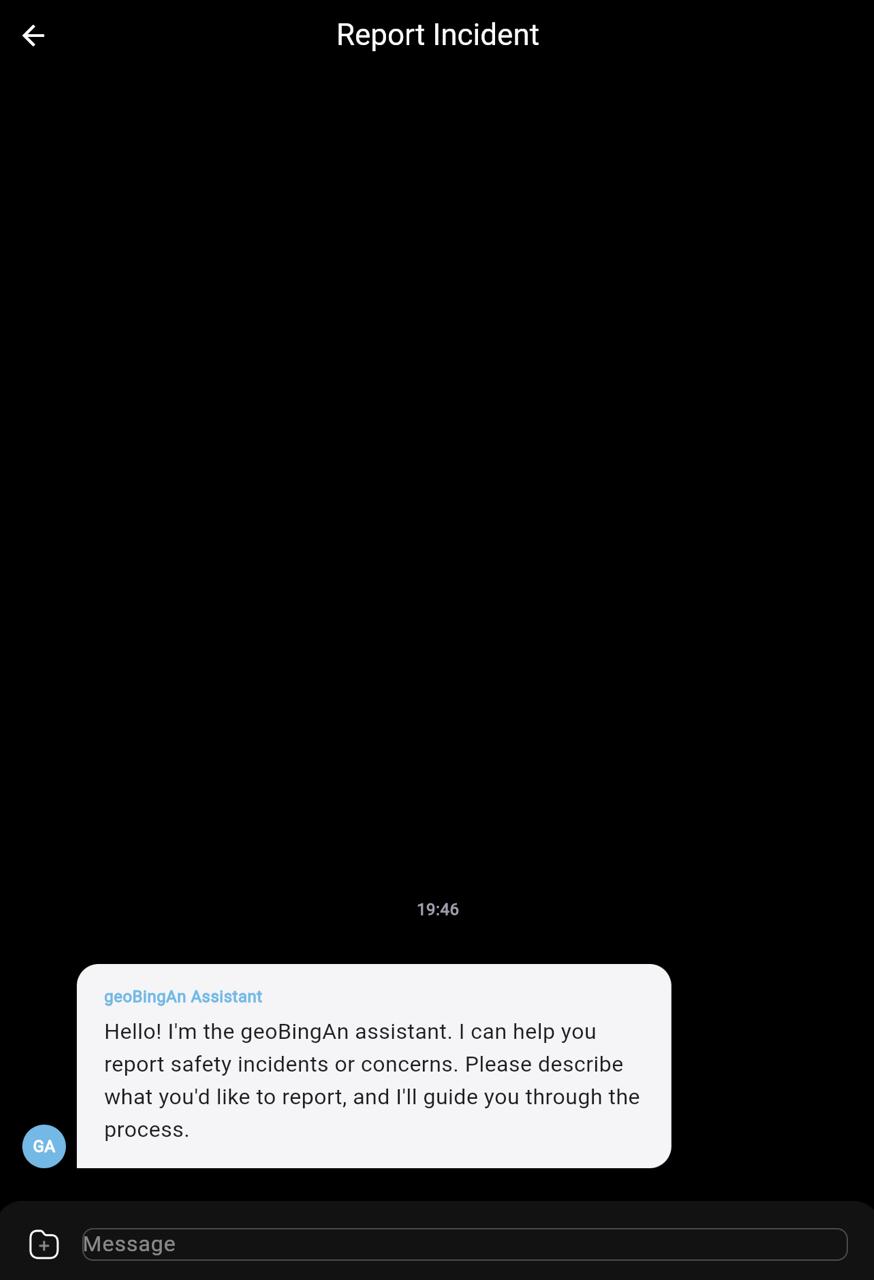 Report Incident
19:46
geoBingAn Assistant
Hello! I'm the geoBingAn assistant. I can help you
report safety incidents or concerns. Please describe
what you'd like to report, and I'll guide you through the
process.
GA
Message